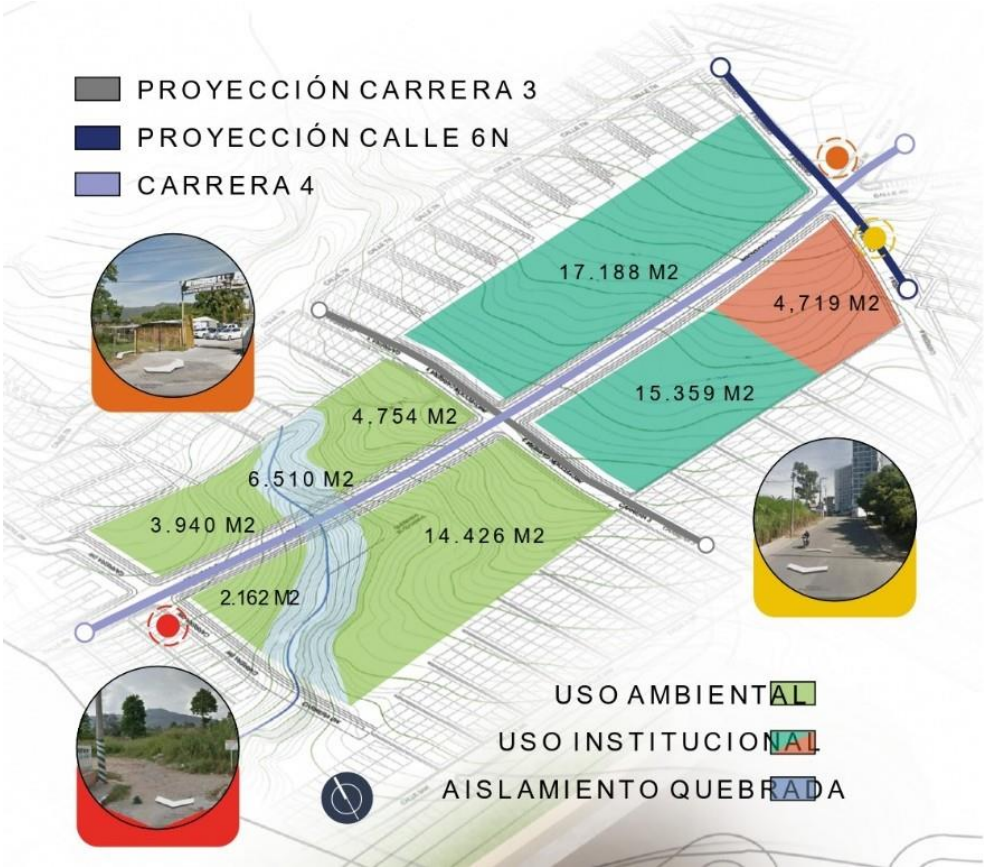 PROYECCIÓN CARRERA 3
PROYECCIÓN CALLE 6N
CARRERA 4
17.188 M2
4,719 M2
15.359 M2
4.754 M2
6.510 M2
3.940 M2
14.426 M2
2.162 M2
USO AMBIENTAL
USO INSTITUCIONAL
AISLAMIENTO QUEBRADA